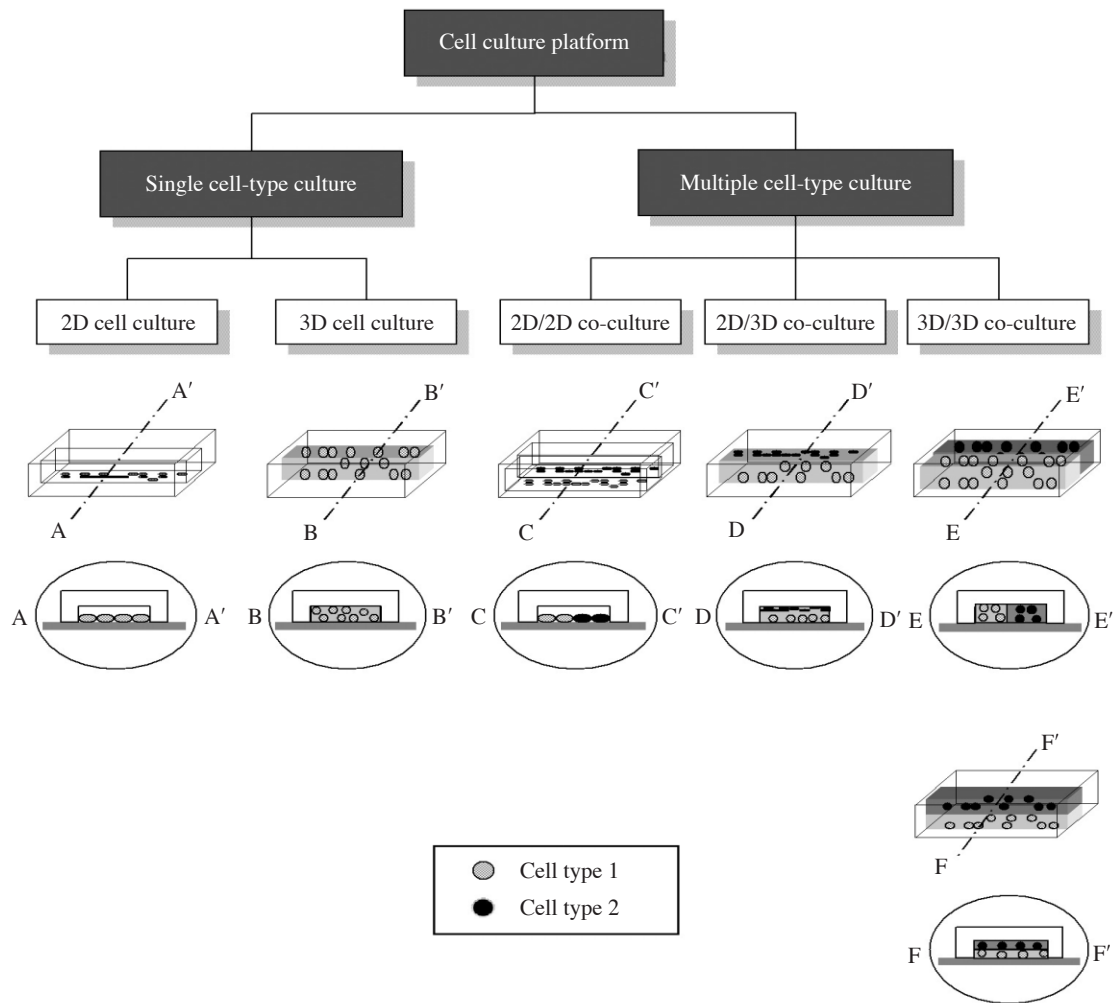 Cell culture platform
Single cell-type culture
Multiple cell-type culture
2D cell culture
3D cell culture
2D/2D co-culture
2D/3D co-culture
3D/3D co-culture
A′
B′
C′
D′
E′
A
B
C
D
E
A
A′
B
B′
C
C′
D
D′
E
E′
F′
F
Cell type 1
Cell type 2
F
F′